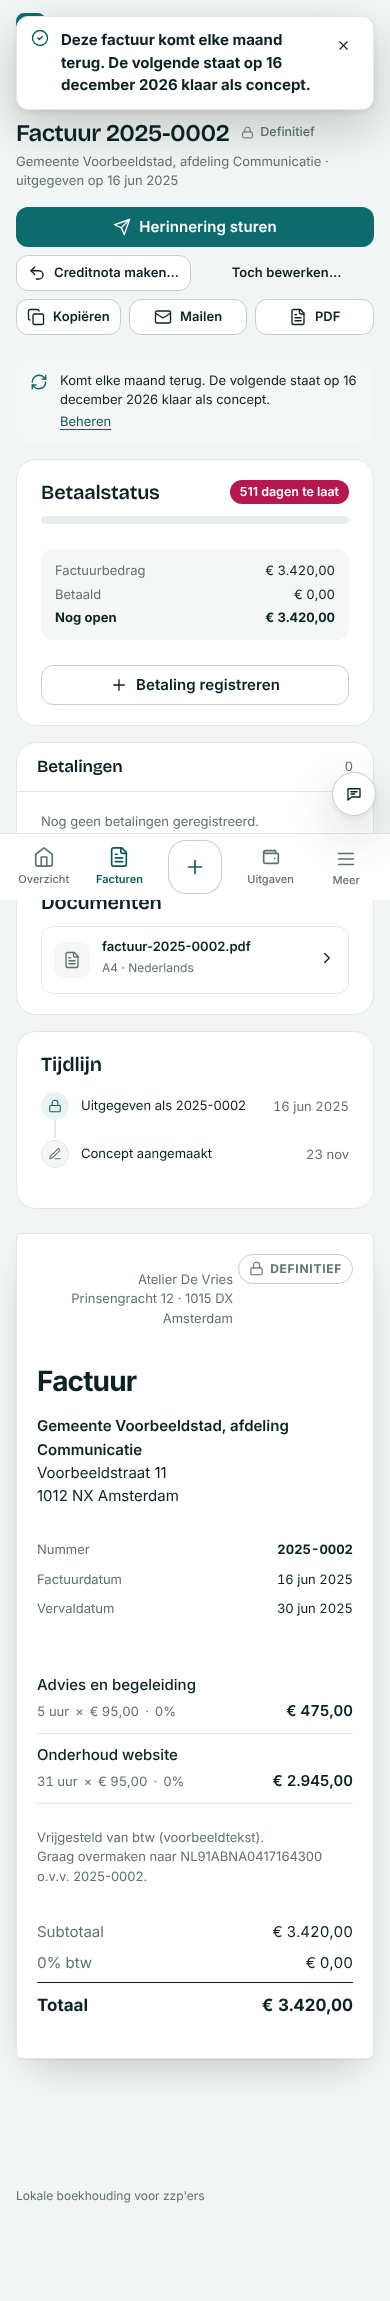 Deze factuur komt elke maand
terug. De volgende staat op 16
december 2026 klaar als concept.
Factuur 2025-0002 Definitief
Gemeente Voorbeeldstad, afdeling Communicatie ·
uitgegeven op 16 jun 2025
Herinnering sturen
Creditnota maken... Toch bewerken...
Kopiëren Mailen PDF
Komt elke maand terug. De volgende staat op 16
december 2026 klaar als concept.
Beheren
Betaalstatus 511 dagen te laat
Factuurbedrag € 3.420,00
Betaald € 0,00
Nog open € 3.420,00
Betaling registreren
Betalingen 0
Nog geen betalingen geregistreerd.
Overzicht Facturen Uitgaven Meer
Documenten
factuur-2025-0002.pdf
A4 · Nederlands
Tijdlijn
Uitgegeven als 2025-0002 16 jun 2025
Concept aangemaakt 23 nov
DEFINITIEF
Atelier De Vries
Prinsengracht 12 · 1015 DX
Amsterdam
Factuur
Gemeente Voorbeeldstad, afdeling
Communicatie
Voorbeeldstraat 11
1012 NX Amsterdam
Nummer 2025-0002
Factuurdatum 16 jun 2025
Vervaldatum 30 jun 2025
Advies en begeleiding
5 uur × € 95,00 · 0% € 475,00
Onderhoud website
31 uur × € 95,00 · 0% € 2.945,00
Vrijgesteld van btw (voorbeeldtekst).
Graag overmaken naar NL91ABNA0417164300
o.v.v. 2025-0002.
Subtotaal € 3.420,00
0% btw € 0,00
Totaal € 3.420,00
Lokale boekhouding voor zzp'ers